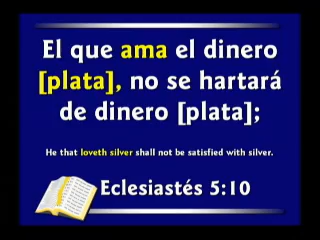 El que ama el dinero
[plata], no se hartará
de dinero [plata];
He that loveth silver shall not be satisfied with silver.
Eclesiastés 5:10